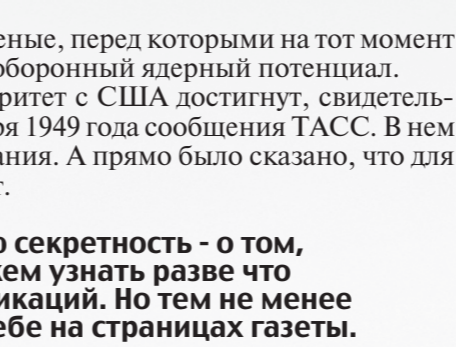 еные, перед которыми на тот момент
оборонный ядерный потенциал.
ритет с США достигнут, свидетель-
ря 1949 года сообщения ТАСС. В нем
ания. А прямо было сказано, что для
т.
о секретность - о том,
жем узнать разве что
икаций. Но тем не менее
ебе на страницах газеты.